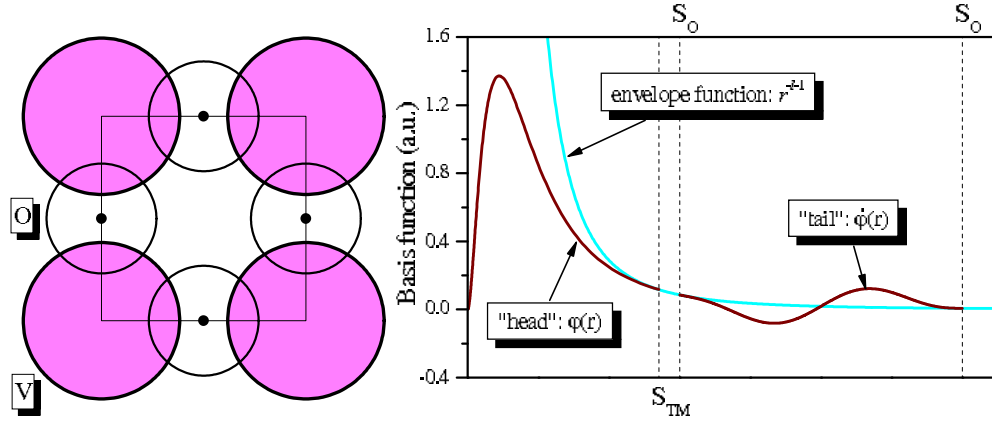 O
V
S_O S_O
1.6
1.2
0.8
0.4
0.0
-0.4
Basis function (a.u.)
envelope function: r^-l-1
"tail": φ̇(r)
"head": φ(r)
S_TM